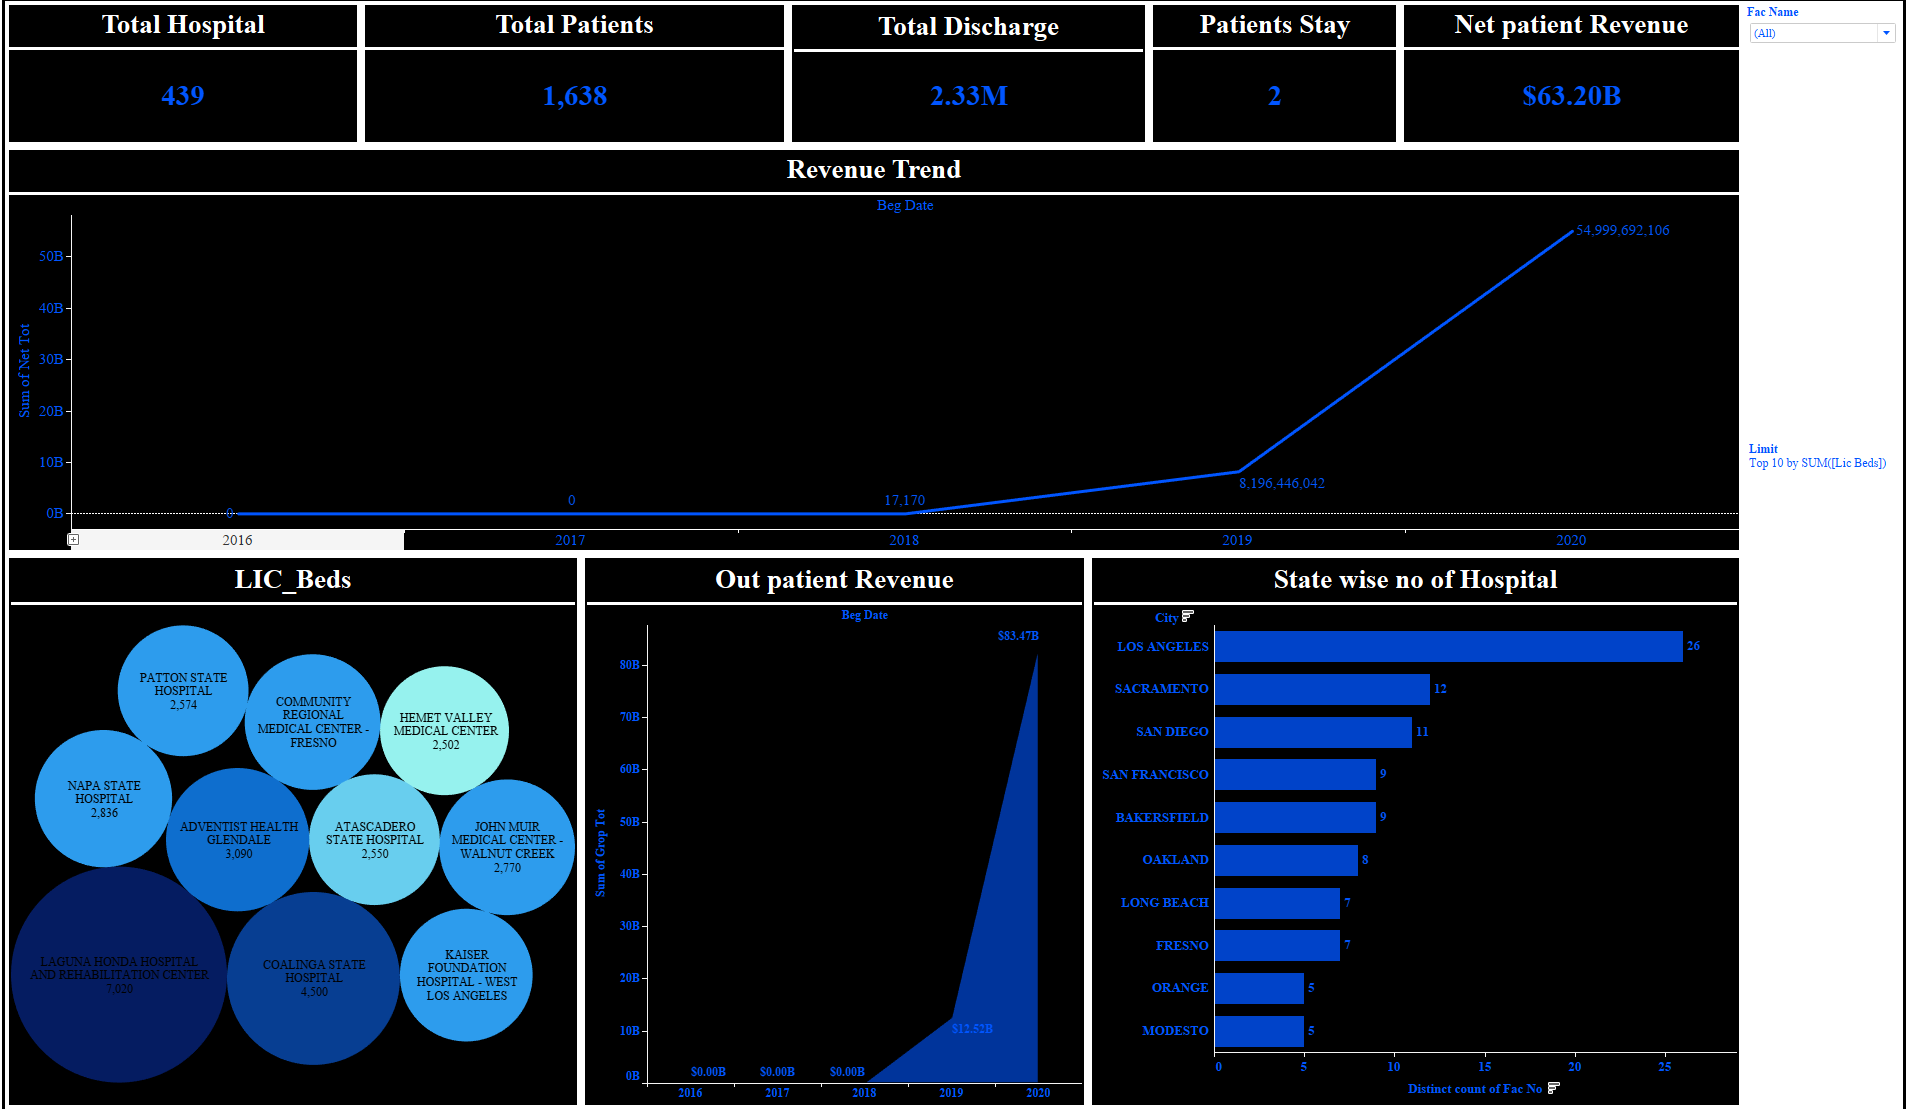 Total Hospital
439
Total Patients
1,638
Total Discharge
2.33M
Patients Stay
2
Net patient Revenue
$63.20B
Fac Name
(All)
Revenue Trend
Beg Date
Sum of Net Tot
50B
40B
30B
20B
10B
0B
0
0
17,170
8,196,446,042
54,999,692,106
2016
2017
2018
2019
2020
Limit
Top 10 by SUM([Lic Beds])
LIC_Beds
PATTON STATE
HOSPITAL
2,574
COMMUNITY
REGIONAL
MEDICAL CENTER -
FRESNO
HEMET VALLEY
MEDICAL CENTER
2,502
NAPA STATE
HOSPITAL
2,836
ADVENTIST HEALTH
GLENDALE
3,090
ATASCADERO
STATE HOSPITAL
2,550
JOHN MUIR
MEDICAL CENTER -
WALNUT CREEK
2,770
LAGUNA HONDA HOSPITAL
AND REHABILITATION CENTER
7,020
COALINGA STATE
HOSPITAL
4,500
KAISER
FOUNDATION
HOSPITAL - WEST
LOS ANGELES
Out patient Revenue
Beg Date
Sum of Grop Tot
80B
70B
60B
50B
40B
30B
20B
10B
0B
$0.00B
$0.00B
$0.00B
$12.52B
$83.47B
2016
2017
2018
2019
2020
State wise no of Hospital
City
LOS ANGELES 26
SACRAMENTO 12
SAN DIEGO 11
SAN FRANCISCO 9
BAKERSFIELD 9
OAKLAND 8
LONG BEACH 7
FRESNO 7
ORANGE 5
MODESTO 5
0 5 10 15 20 25
Distinct count of Fac No